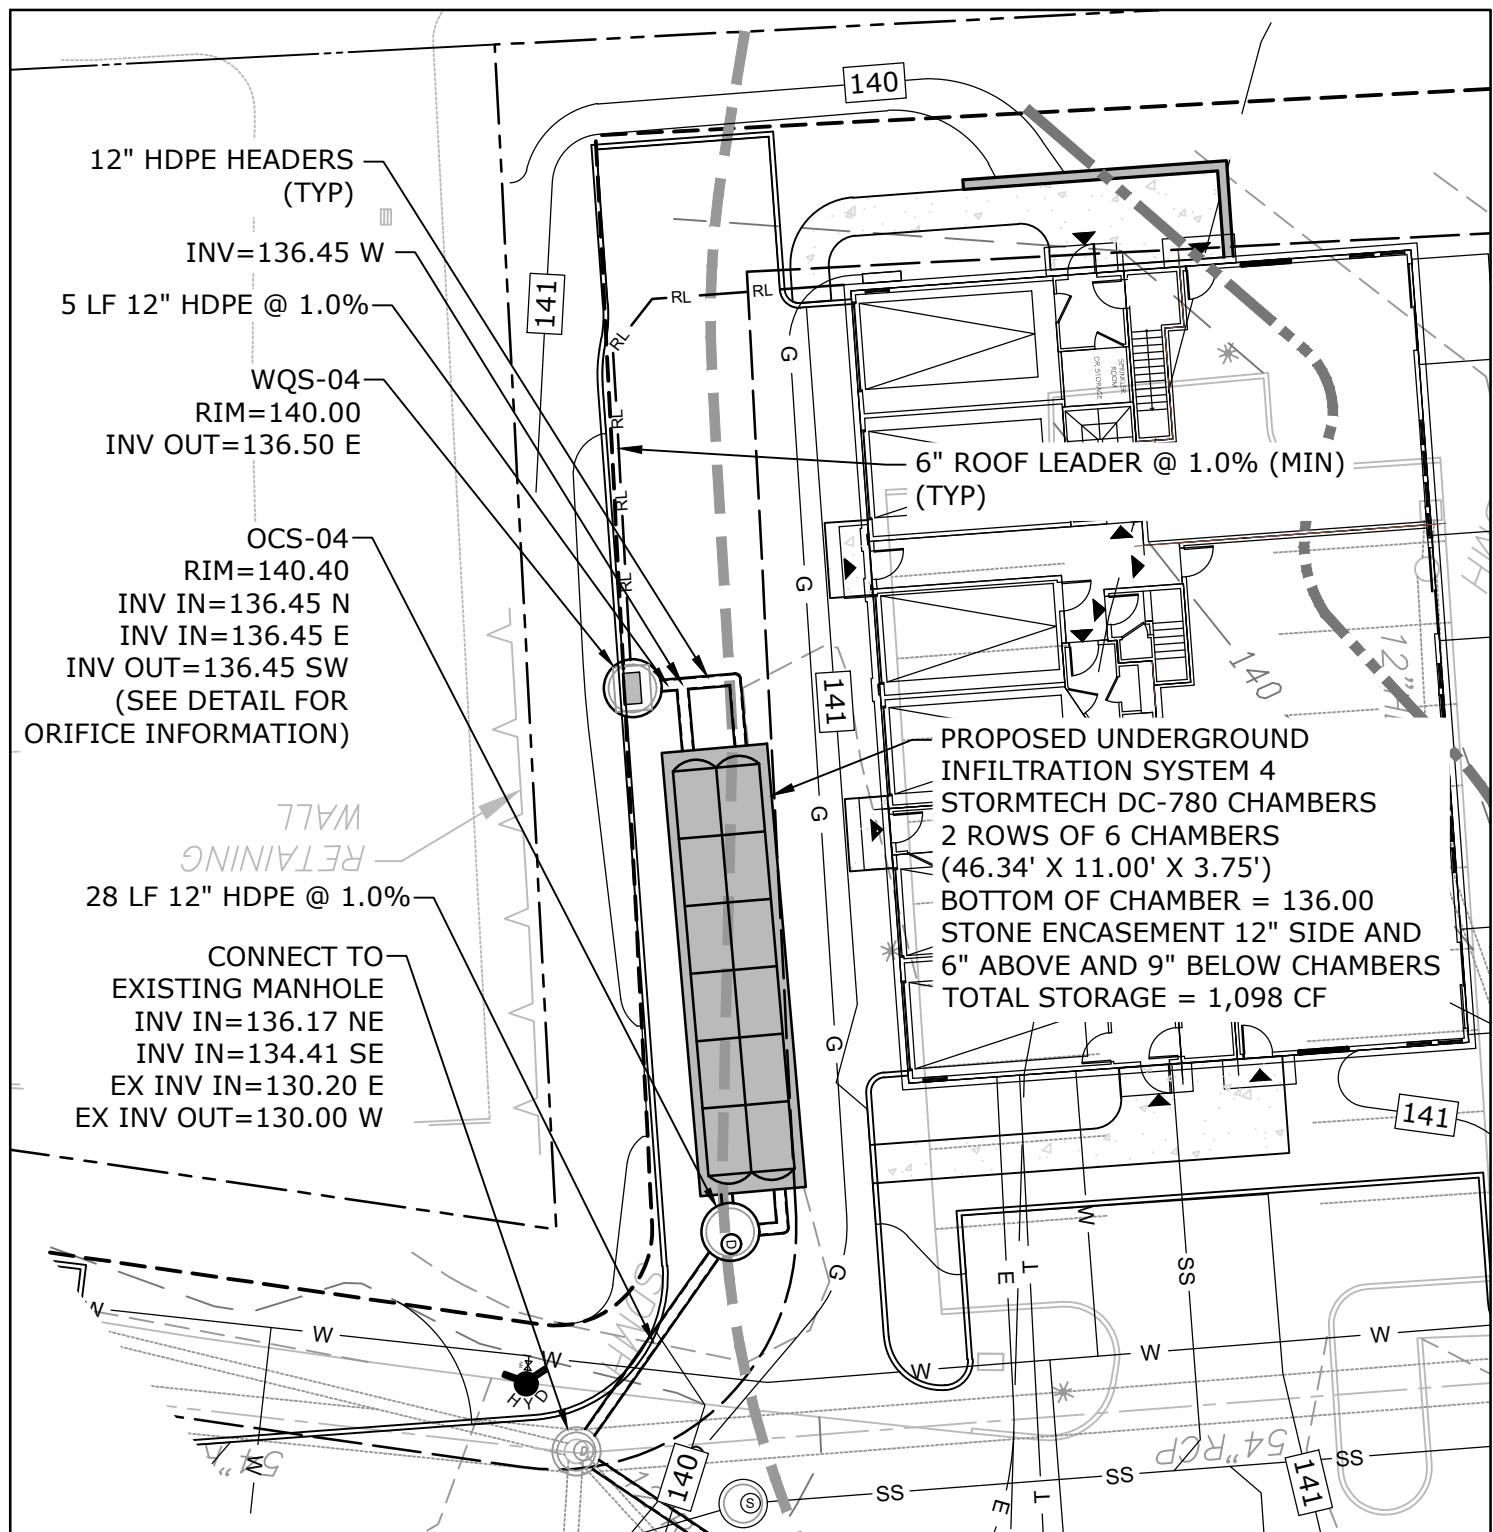 140
12" HDPE HEADERS
(TYP)
INV=136.45 W
5 LF 12" HDPE @ 1.0%
141
RL
RL
RL
G
SPRINKLER
ROOM
OR STORAGE
WQS-04
RIM=140.00
INV OUT=136.50 E
RL
6" ROOF LEADER @ 1.0% (MIN)
(TYP)
RL
OCS-04
RIM=140.40
INV IN=136.45 N
INV IN=136.45 E
INV OUT=136.45 SW
(SEE DETAIL FOR
ORIFICE INFORMATION)
RL
G
DMH
12"
140
141
PROPOSED UNDERGROUND
INFILTRATION SYSTEM 4
STORMTECH DC-780 CHAMBERS
2 ROWS OF 6 CHAMBERS
(46.34' X 11.00' X 3.75')
BOTTOM OF CHAMBER = 136.00
STONE ENCASEMENT 12" SIDE AND
6" ABOVE AND 9" BELOW CHAMBERS
TOTAL STORAGE = 1,098 CF
G
RETAINING
WALL
28 LF 12" HDPE @ 1.0%
G
CONNECT TO
EXISTING MANHOLE
INV IN=136.17 NE
INV IN=134.41 SE
EX INV IN=130.20 E
EX INV OUT=130.00 W
141
D
G
W
E
T
SS
W
W
W
W
W
W
HYD
D
54"RCP
W
140
S
SS
SS
SS
E
T
141